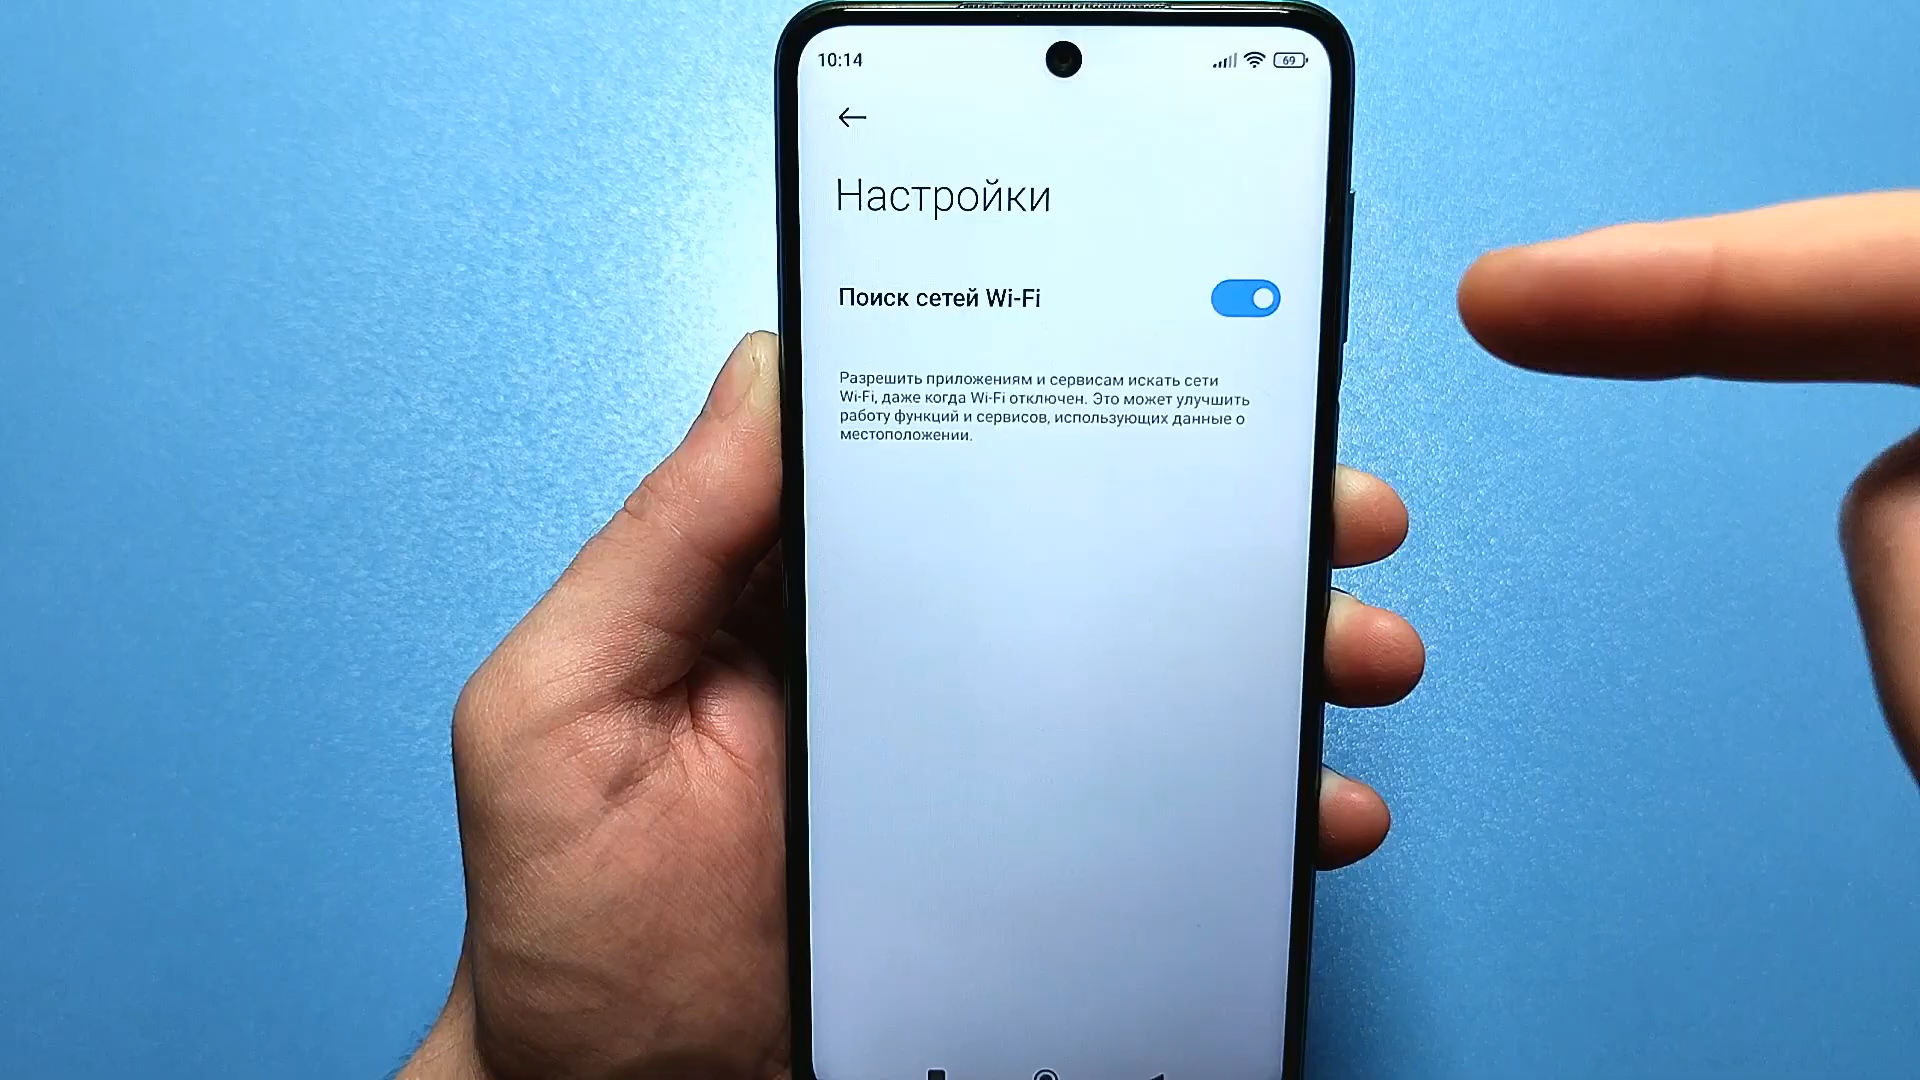 10:14
69
Настройки
Поиск сетей Wi-Fi
Разрешить приложениям и сервисам искать сети
Wi-Fi, даже когда Wi-Fi отключен. Это может улучшить
работу функций и сервисов, использующих данные о
местоположении.